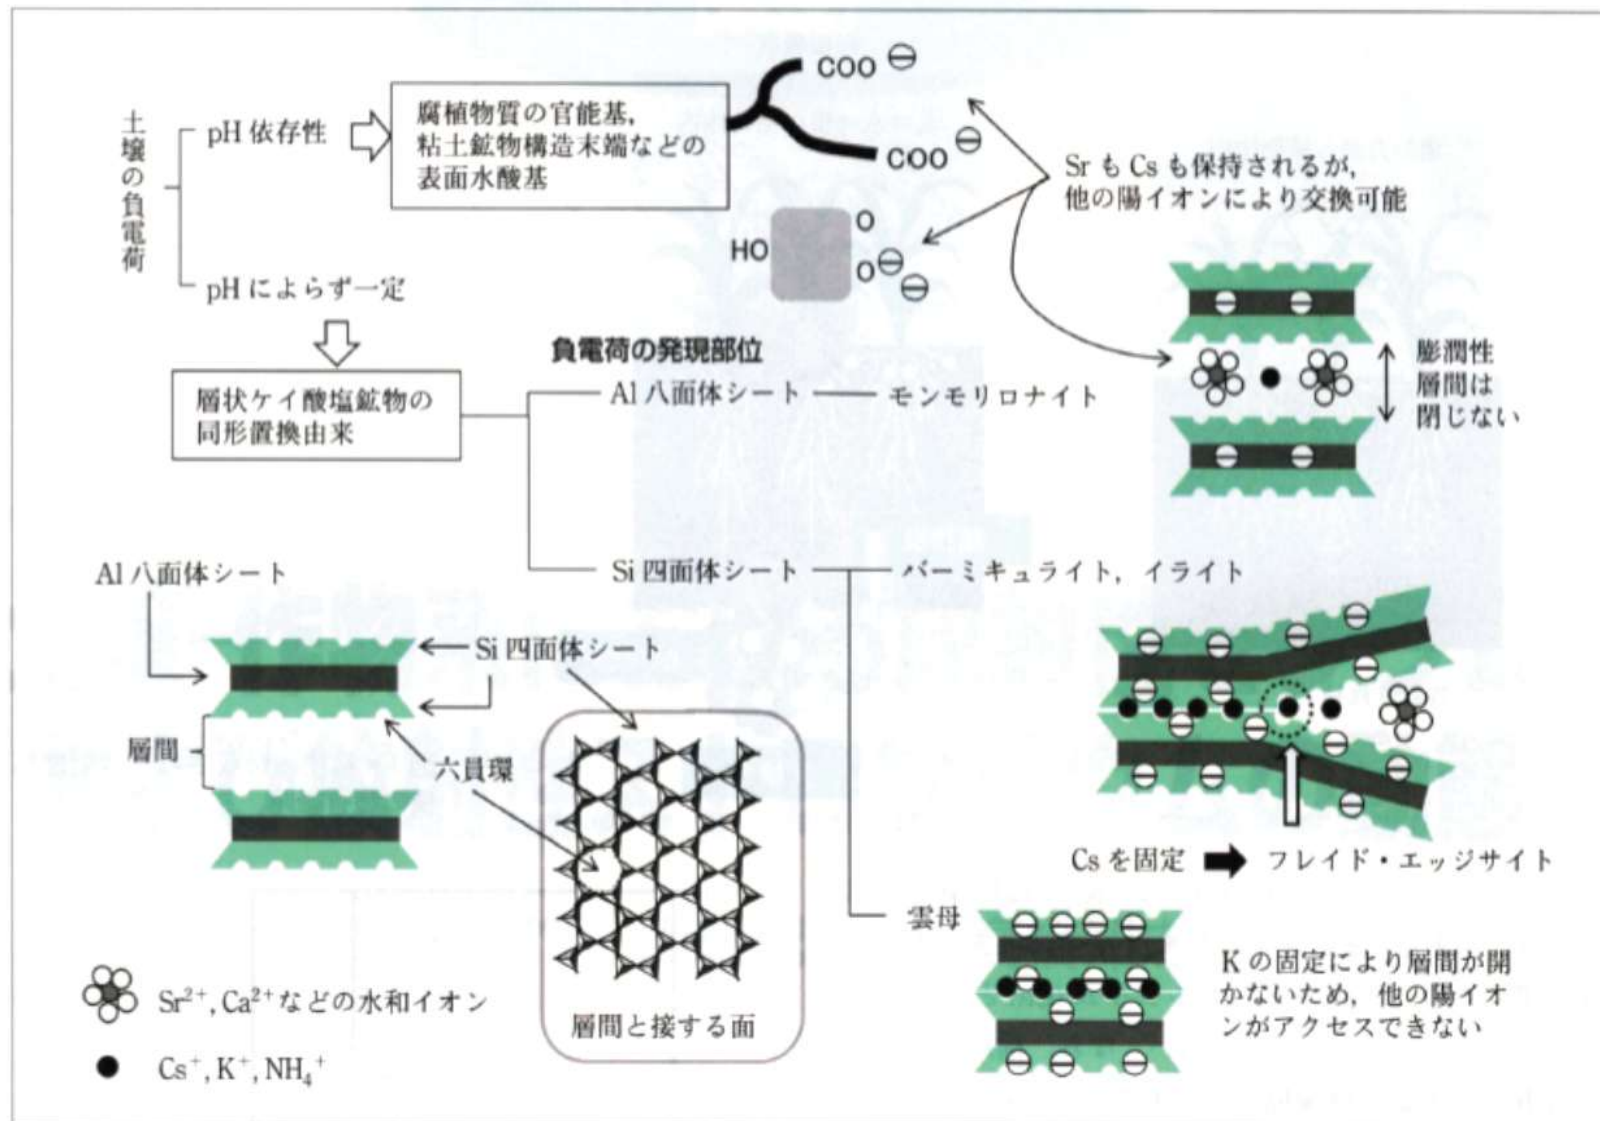 土壌の負電荷
pH 依存性
腐植物質の官能基,
粘土鉱物構造末端などの
表面水酸基
COO ⊖
COO ⊖
HO
O
O ⊖
⊖
Sr も Cs も保持されるが,
他の陽イオンにより交換可能
pH によらず一定
層状ケイ酸塩鉱物の
同形置換由来
負電荷の発現部位
Al 八面体シート
モンモリロナイト
膨潤性
層間は
閉じない
Si 四面体シート
バーミキュライト, イライト
Al 八面体シート
Si 四面体シート
層間
六員環
層間と接する面
Cs を固定
フレイド・エッジサイト
雲母
K の固定により層間が開
かないため, 他の陽イオ
ンがアクセスできない
Sr²⁺, Ca²⁺などの水和イオン
Cs⁺, K⁺, NH₄⁺